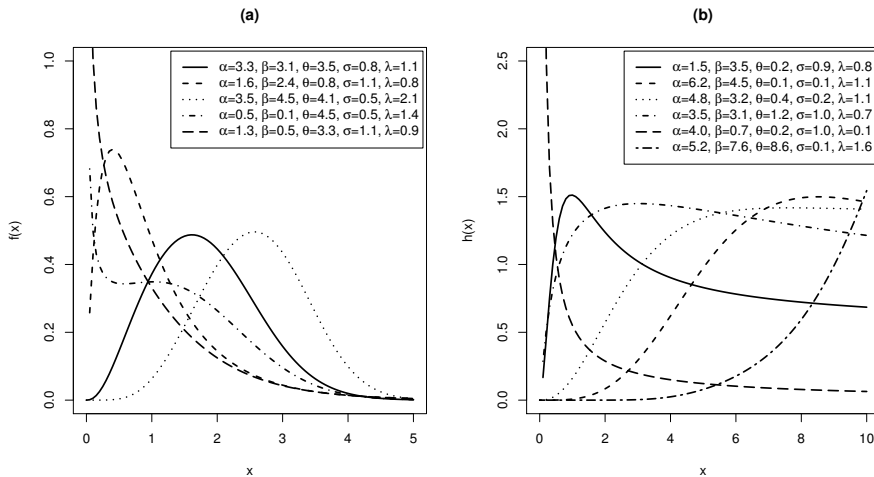 (a)
α=3.3, β=3.1, θ=3.5, σ=0.8, λ=1.1
α=1.6, β=2.4, θ=0.8, σ=1.1, λ=0.8
α=3.5, β=4.5, θ=4.1, σ=0.5, λ=2.1
α=0.5, β=0.1, θ=4.5, σ=0.5, λ=1.4
α=1.3, β=0.5, θ=3.3, σ=1.1, λ=0.9
f(x)
1.0
0.8
0.6
0.4
0.2
0.0
0 1 2 3 4 5
x
(b)
α=1.5, β=3.5, θ=0.2, σ=0.9, λ=0.8
α=6.2, β=4.5, θ=0.1, σ=0.1, λ=1.1
α=4.8, β=3.2, θ=0.4, σ=0.2, λ=1.1
α=3.5, β=3.1, θ=1.2, σ=1.0, λ=0.7
α=4.0, β=0.7, θ=0.2, σ=1.0, λ=0.1
α=5.2, β=7.6, θ=8.6, σ=0.1, λ=1.6
h(x)
2.5
2.0
1.5
1.0
0.5
0.0
0 2 4 6 8 10
x